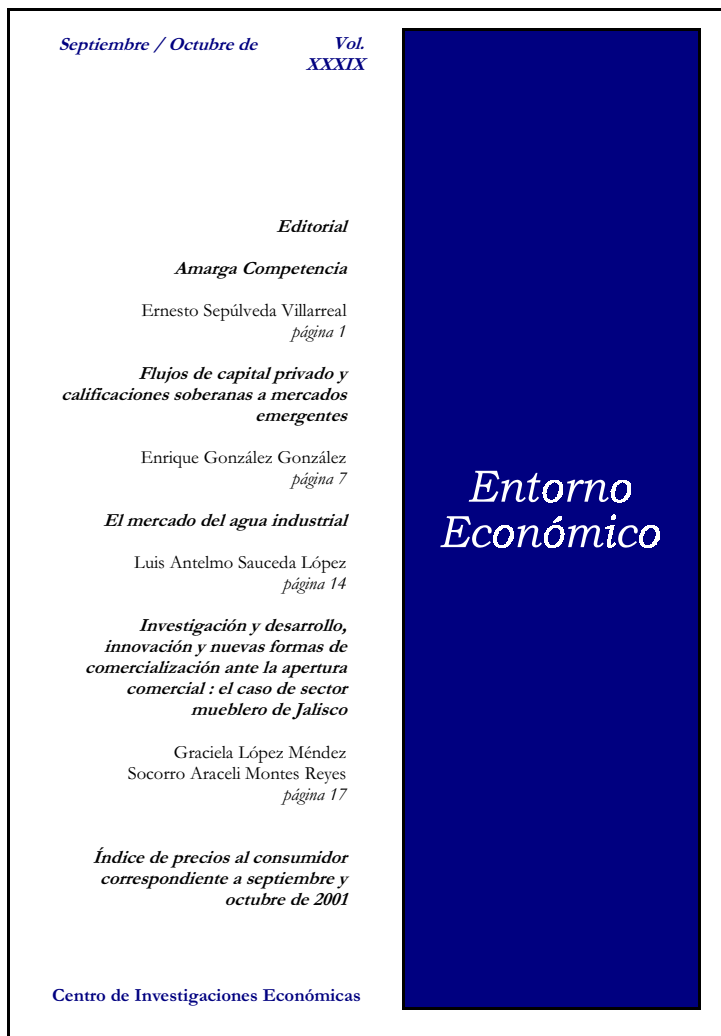 Septiembre / Octubre de Vol.
XXXIX
Editorial
Amarga Competencia
Ernesto Sepúlveda Villarreal
página 1
Flujos de capital privado y
calificaciones soberanas a mercados
emergentes
Enrique González González
página 7
El mercado del agua industrial
Luis Antelmo Sauceda López
página 14
Investigación y desarrollo,
innovación y nuevas formas de
comercialización ante la apertura
comercial : el caso de sector
mueblero de Jalisco
Graciela López Méndez
Socorro Araceli Montes Reyes
página 17
Índice de precios al consumidor
correspondiente a septiembre y
octubre de 2001
Centro de Investigaciones Económicas
Entorno
Económico